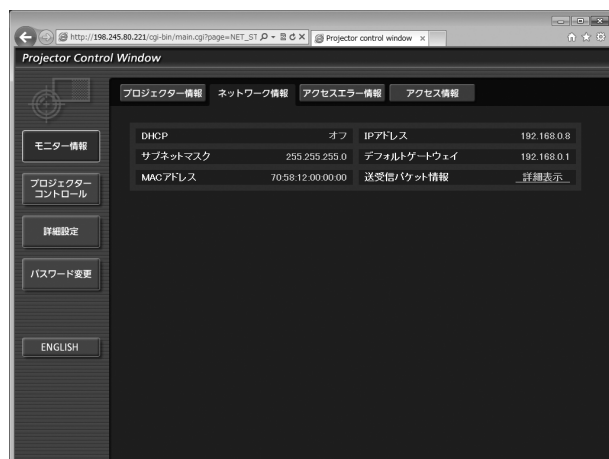 http://198.245.80.221/cgi-bin/main.cgi?page=NET_ST
Projector control window
Projector Control Window
プロジェクター情報 ネットワーク情報 アクセスエラー情報 アクセス情報
モニター情報
プロジェクター
コントロール
詳細設定
パスワード変更
ENGLISH
DHCP オフ IPアドレス 192.168.0.8
サブネットマスク 255.255.255.0 デフォルトゲートウェイ 192.168.0.1
MACアドレス 70:58:12:00:00:00 送受信パケット情報 詳細表示